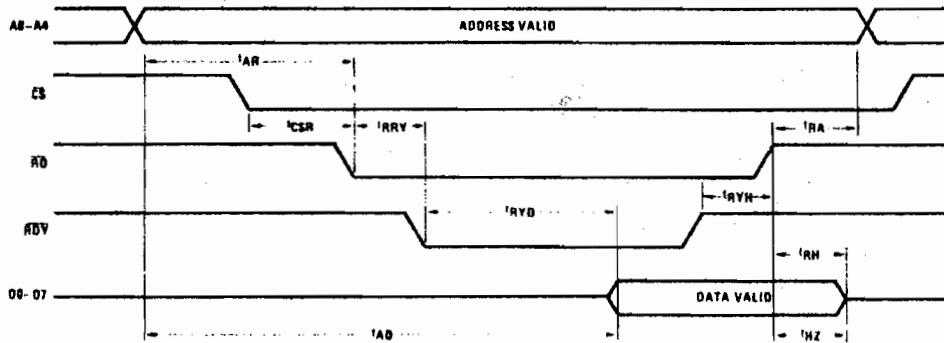 A0-A4
ADDRESS VALID
tAR
CS
tCSR
tRRY
tRA
RD
tRYH
RDY
tRYD
tRH
D0-D7
DATA VALID
tAD
tHZ